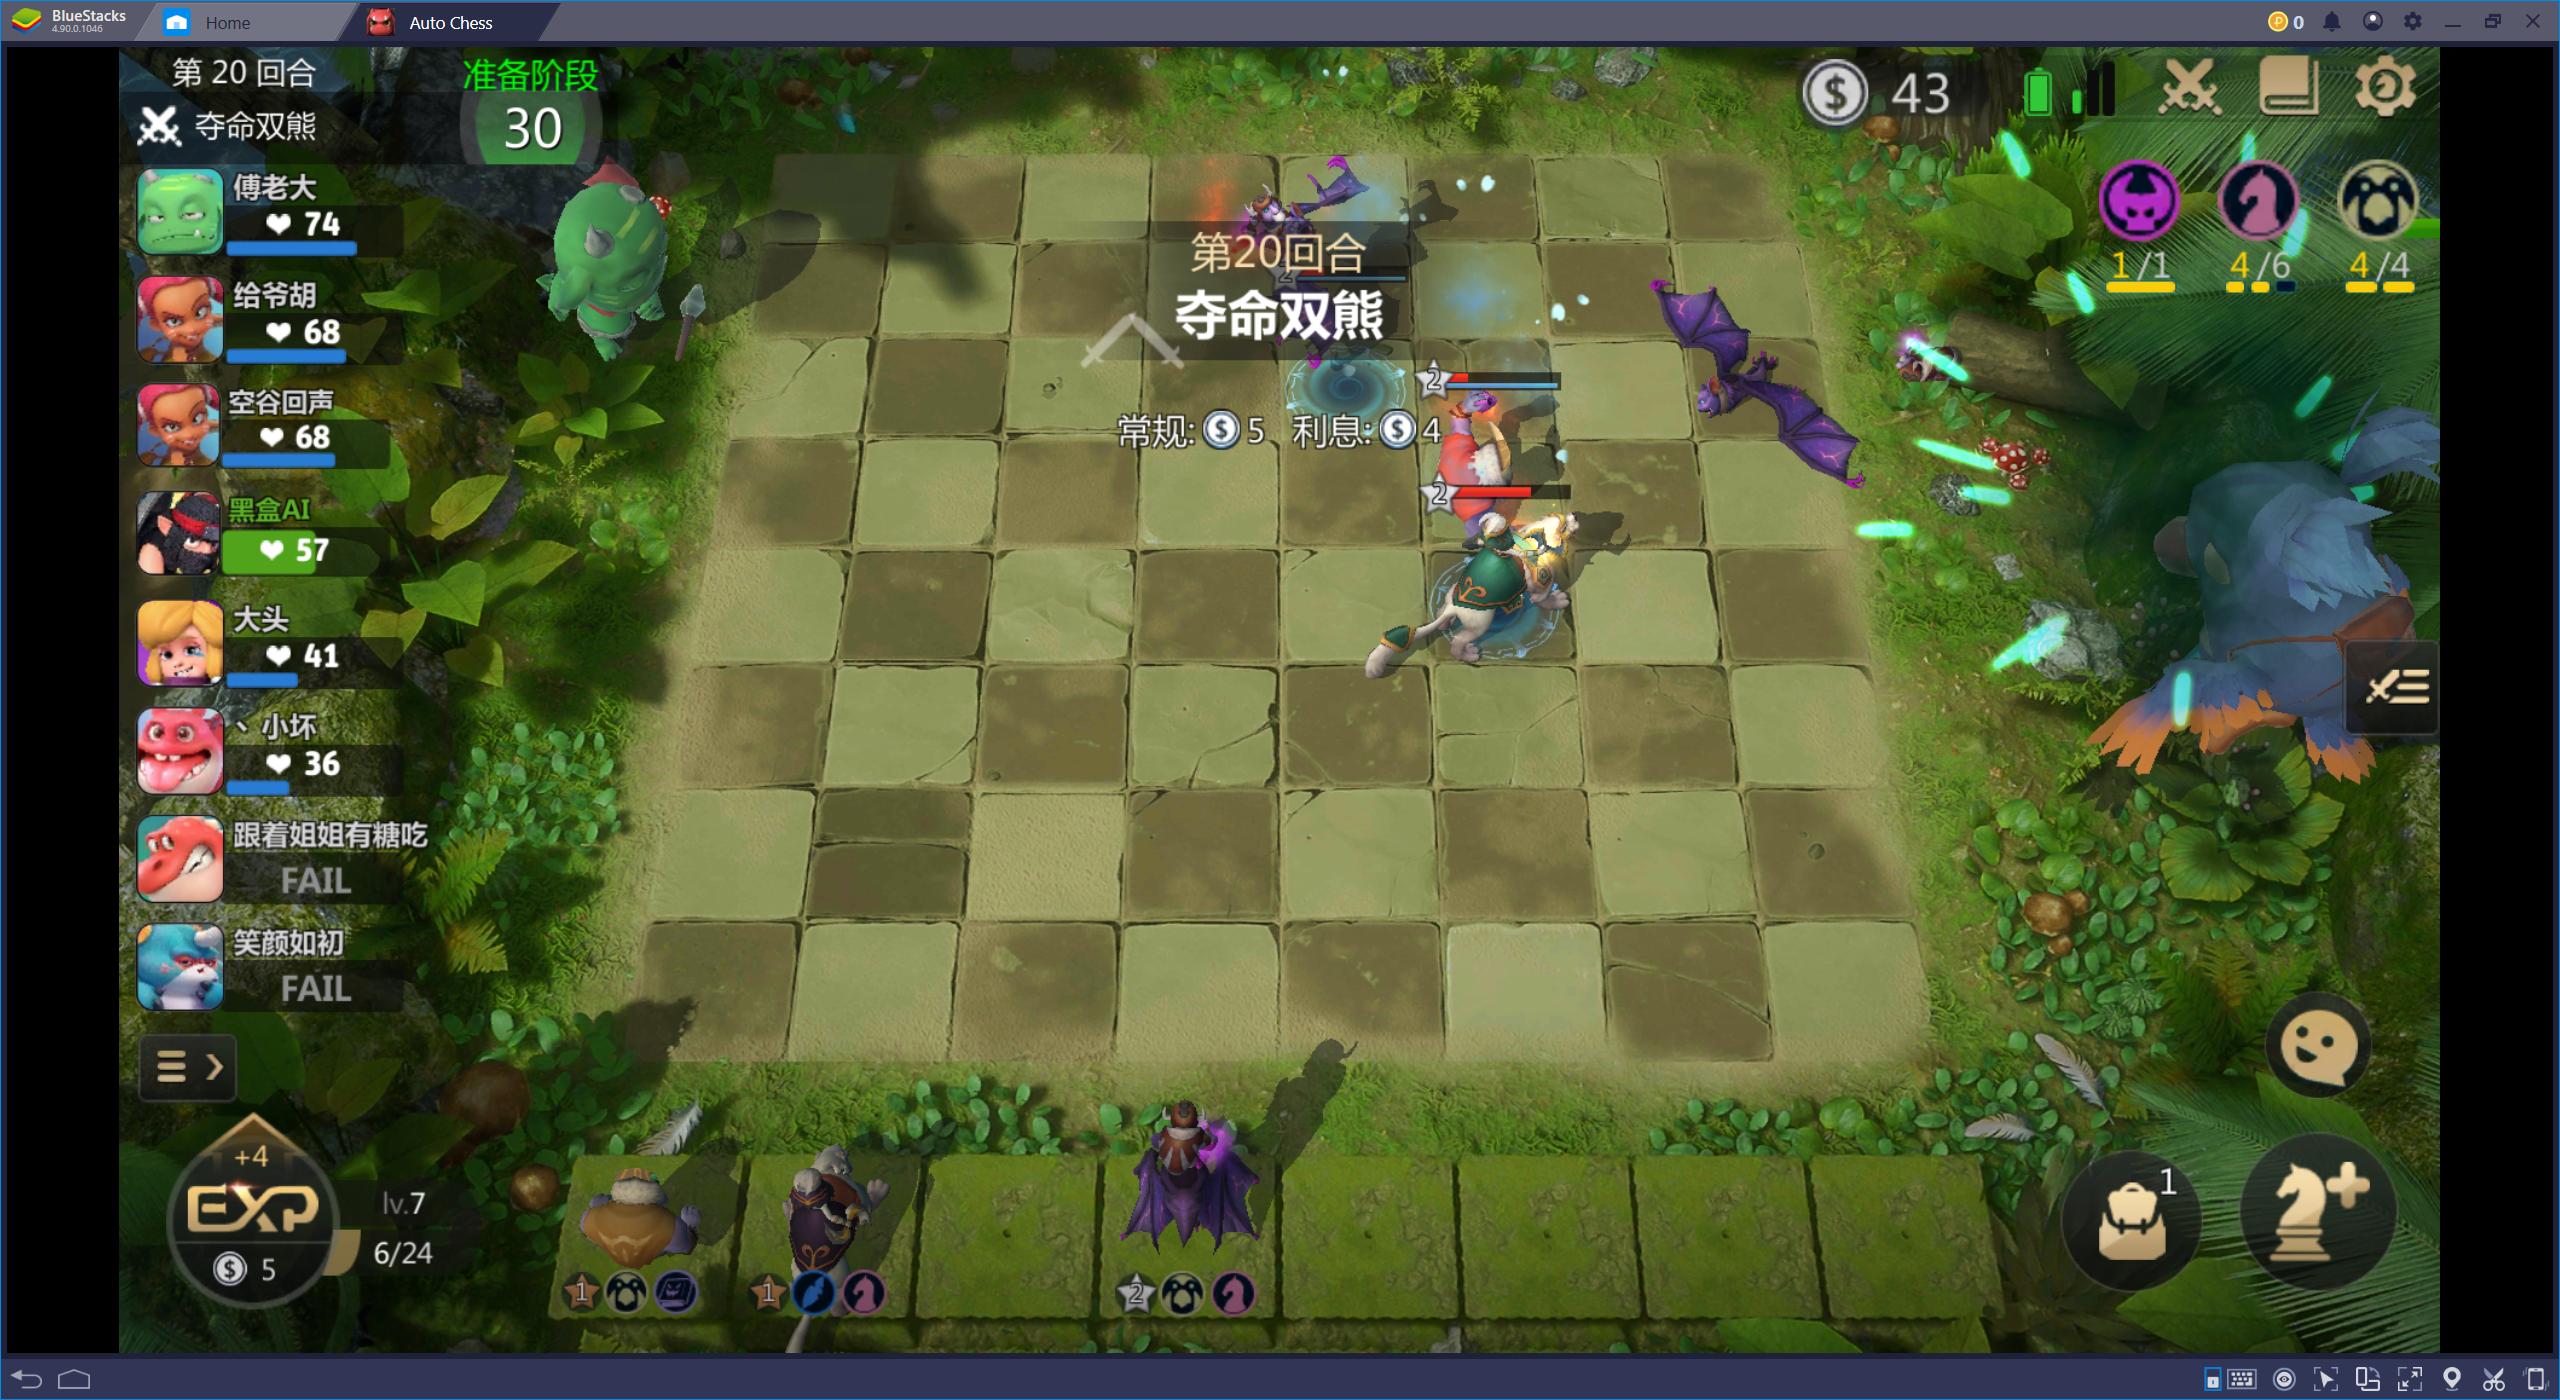 BlueStacks
4.90.0.1046
Home
Auto Chess
0
第 20 回合
夺命双熊
准备阶段
30
43
傅老大
74
给爷胡
68
空谷回声
68
黑盒AI
57
大头
41
丶小坏
36
跟着姐姐有糖吃
FAIL
笑颜如初
FAIL
1/1
4/6
4/4
第20回合
夺命双熊
2
2
常规: $ 5 利息: $ 4
2
+4
EXP
$ 5
lv.7
6/24
1
1
2
1